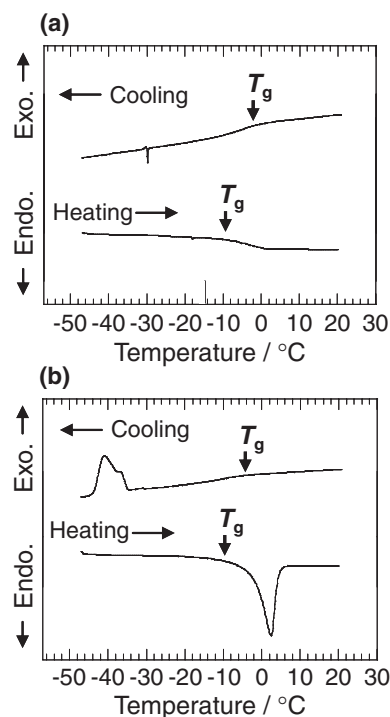 (a)
Exo.
Endo.
Cooling
Tg
Heating
Tg
-50 -40 -30 -20 -10 0 10 20 30
Temperature / °C
(b)
Exo.
Endo.
Cooling
Tg
Heating
Tg
-50 -40 -30 -20 -10 0 10 20 30
Temperature / °C